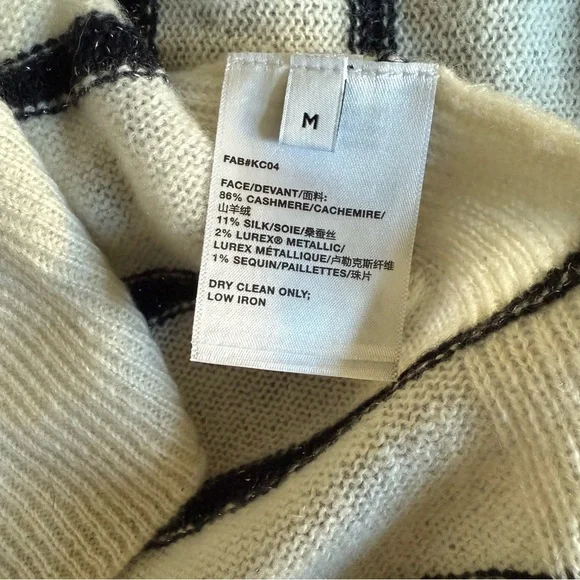 M
FAB#KC04
FACE/DEVANT/面料:
86% CASHMERE/CACHEMIRE/
山羊绒
11% SILK/SOIE/桑蚕丝
2% LUREX® METALLIC/
LUREX MÉTALLIQUE/卢勒克斯纤维
1% SEQUIN/PAILLETTES/珠片
DRY CLEAN ONLY;
LOW IRON